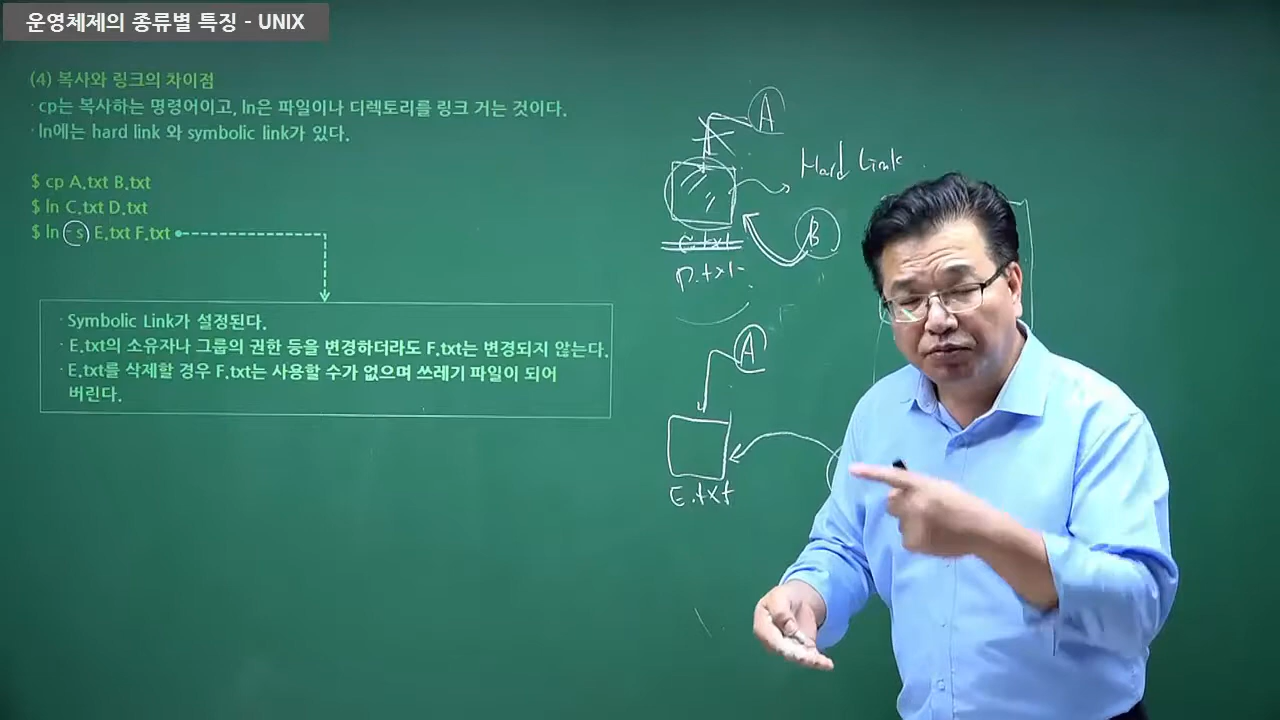 운영체제의 종류별 특징 - UNIX
(4) 복사와 링크의 차이점
· cp는 복사하는 명령어이고, ln은 파일이나 디렉토리를 링크 거는 것이다.
· ln에는 hard link 와 symbolic link가 있다.
$ cp A.txt B.txt
$ ln C.txt D.txt
$ ln -s E.txt F.txt
· Symbolic Link가 설정된다.
· E.txt의 소유자나 그룹의 권한 등을 변경하더라도 F.txt는 변경되지 않는다.
· E.txt를 삭제할 경우 F.txt는 사용할 수가 없으며 쓰레기 파일이 되어
버린다.
A
Hard Link
B
C.txt
D.txt
A
E.txt